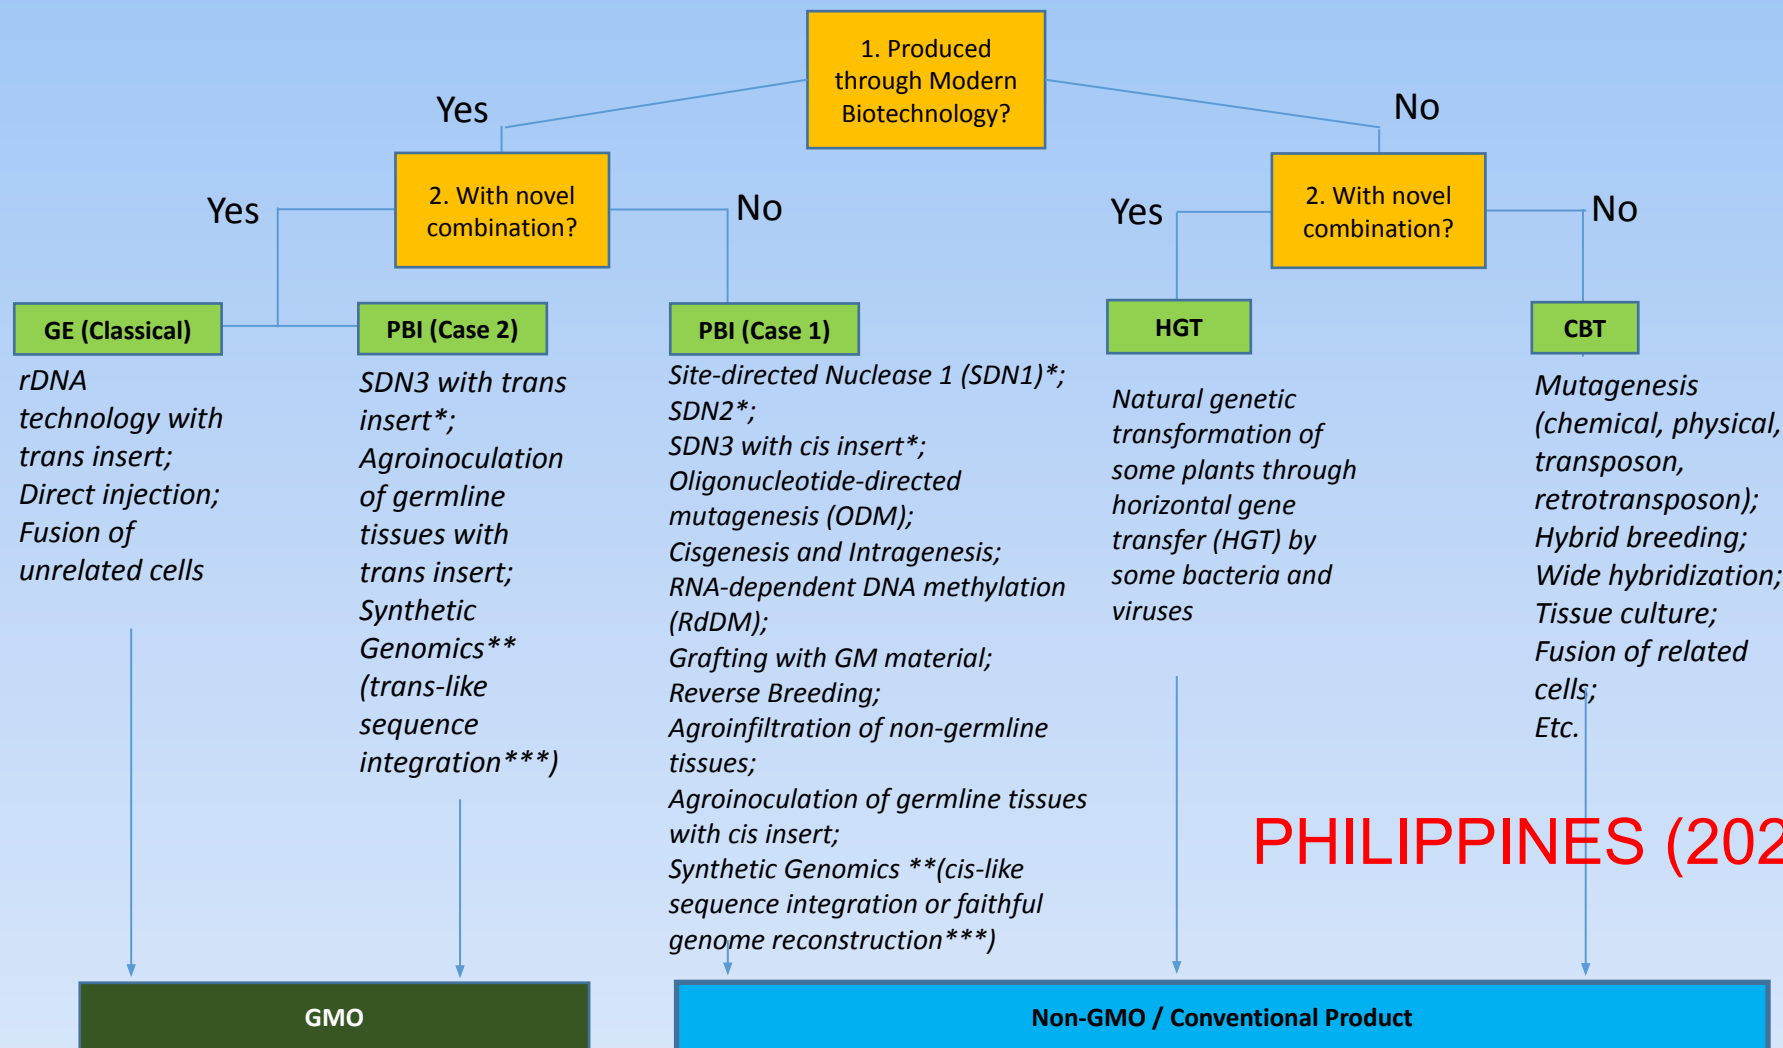 1. Produced
through Modern
Biotechnology?
Yes
No
2. With novel
combination?
2. With novel
combination?
Yes
No
Yes
No
GE (Classical)
rDNA
technology with
trans insert;
Direct injection;
Fusion of
unrelated cells
PBI (Case 2)
SDN3 with trans
insert*;
Agroinoculation
of germline
tissues with
trans insert;
Synthetic
Genomics**
(trans-like
sequence
integration***)
PBI (Case 1)
Site-directed Nuclease 1 (SDN1)*;
SDN2*;
SDN3 with cis insert*;
Oligonucleotide-directed
mutagenesis (ODM);
Cisgenesis and Intragenesis;
RNA-dependent DNA methylation
(RdDM);
Grafting with GM material;
Reverse Breeding;
Agroinfiltration of non-germline
tissues;
Agroinoculation of germline tissues
with cis insert;
Synthetic Genomics **(cis-like
sequence integration or faithful
genome reconstruction***)
HGT
Natural genetic
transformation of
some plants through
horizontal gene
transfer (HGT) by
some bacteria and
viruses
CBT
Mutagenesis
(chemical, physical,
transposon,
retrotransposon);
Hybrid breeding;
Wide hybridization;
Tissue culture;
Fusion of related
cells;
Etc.
PHILIPPINES (202
GMO
Non-GMO / Conventional Product